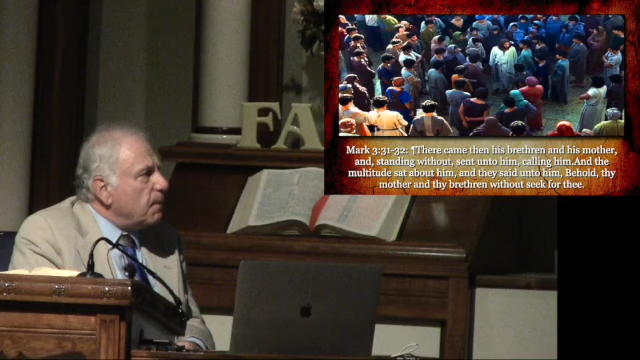 FA
Mark 3:31-32: ¶There came then his brethren and his mother,
and, standing without, sent unto him, calling him.And the
multitude sat about him, and they said unto him, Behold, thy
mother and thy brethren without seek for thee.